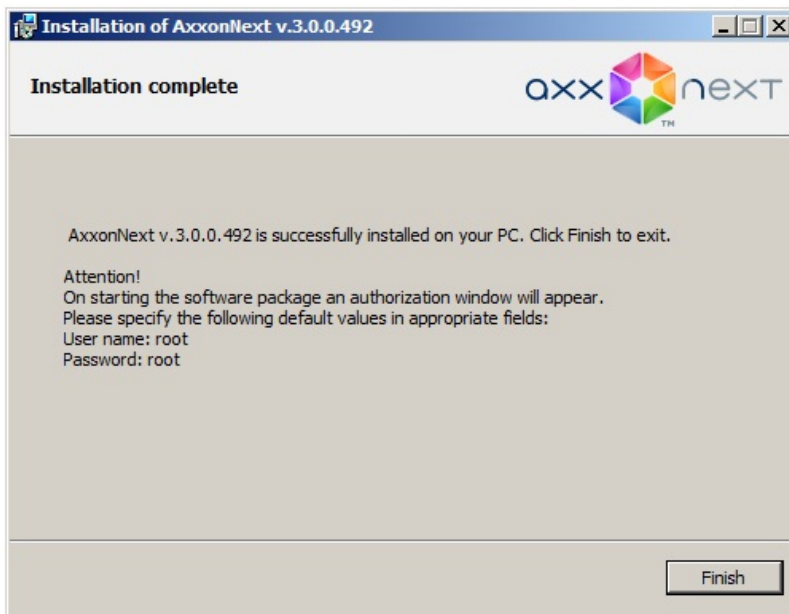 Installation of AxxonNext v.3.0.0.492
Installation complete
axx next
TM
AxxonNext v.3.0.0.492 is successfully installed on your PC. Click Finish to exit.
Attention!
On starting the software package an authorization window will appear.
Please specify the following default values in appropriate fields:
User name: root
Password: root
Finish